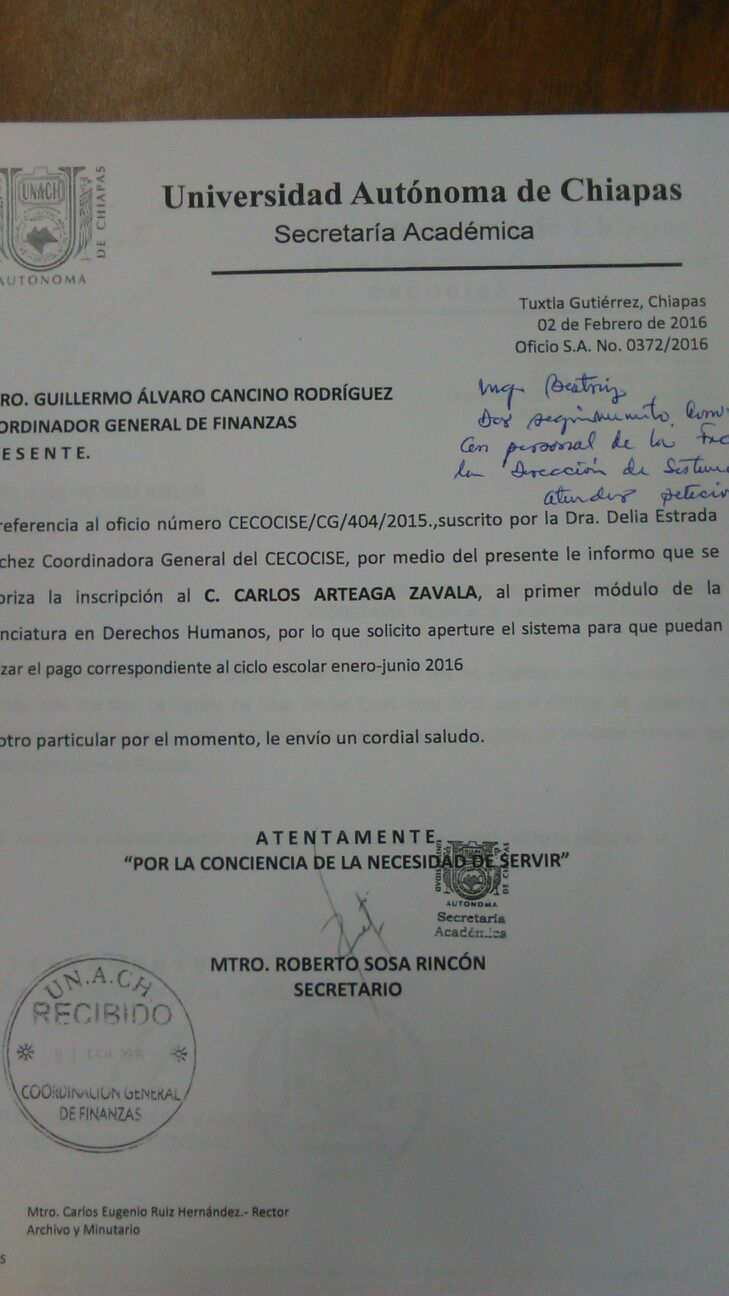 UNACH
DE CHIAPAS
AUTONOMA
Universidad Autónoma de Chiapas
Secretaría Académica
Tuxtla Gutiérrez, Chiapas
02 de Febrero de 2016
Oficio S.A. No. 0372/2016
RO. GUILLERMO ÁLVARO CANCINO RODRÍGUEZ
ORDINADOR GENERAL DE FINANZAS
E S E N T E.
Ing. Beatriz
Dar seguimiento
Con personal de la Fac
la Dirección de Sistema
atender petici
referencia al oficio número CECOCISE/CG/404/2015.,suscrito por la Dra. Delia Estrada
chez Coordinadora General del CECOCISE, por medio del presente le informo que se
oriza la inscripción al C. CARLOS ARTEAGA ZAVALA, al primer módulo de la
nciatura en Derechos Humanos, por lo que solicito aperture el sistema para que puedan
zar el pago correspondiente al ciclo escolar enero-junio 2016
otro particular por el momento, le envío un cordial saludo.
A T E N T A M E N T E
“POR LA CONCIENCIA DE LA NECESIDAD DE SERVIR”
DE CHIAPAS
AUTONOMA
Secretaría
Académica
MTRO. ROBERTO SOSA RINCÓN
SECRETARIO
UN.A.CH
RECIBIDO
COORDINACION GENERAL
DE FINANZAS
Mtro. Carlos Eugenio Ruiz Hernández.- Rector
Archivo y Minutario
s